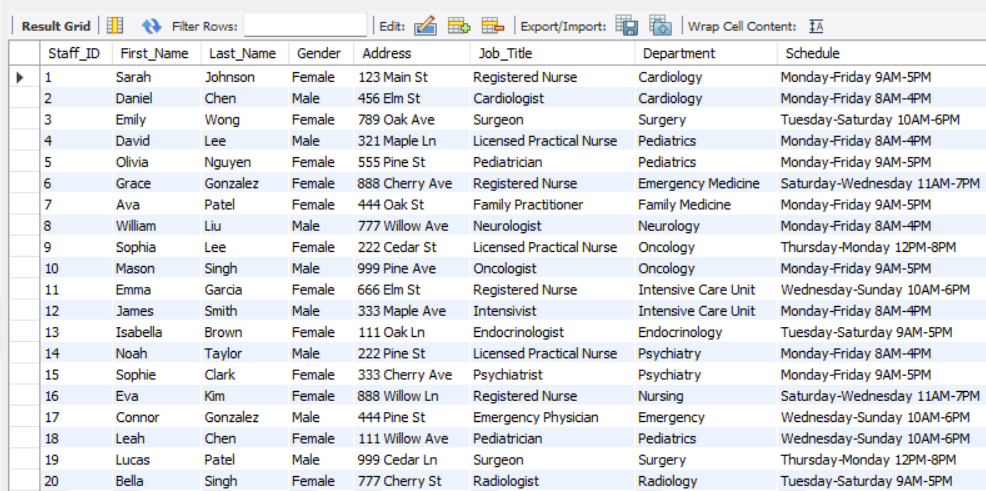 Result Grid Filter Rows: Edit: Export/Import: Wrap Cell Content: IA
Staff_ID First_Name Last_Name Gender Address Job_Title Department Schedule
1 Sarah Johnson Female 123 Main St Registered Nurse Cardiology Monday-Friday 9AM-5PM
2 Daniel Chen Male 456 Elm St Cardiologist Cardiology Monday-Friday 8AM-4PM
3 Emily Wong Female 789 Oak Ave Surgeon Surgery Tuesday-Saturday 10AM-6PM
4 David Lee Male 321 Maple Ln Licensed Practical Nurse Pediatrics Monday-Friday 8AM-4PM
5 Olivia Nguyen Female 555 Pine St Pediatrician Pediatrics Monday-Friday 9AM-5PM
6 Grace Gonzalez Female 888 Cherry Ave Registered Nurse Emergency Medicine Saturday-Wednesday 11AM-7PM
7 Ava Patel Female 444 Oak St Family Practitioner Family Medicine Monday-Friday 9AM-5PM
8 William Liu Male 777 Willow Ave Neurologist Neurology Monday-Friday 8AM-4PM
9 Sophia Lee Female 222 Cedar St Licensed Practical Nurse Oncology Thursday-Monday 12PM-8PM
10 Mason Singh Male 999 Pine Ave Oncologist Oncology Monday-Friday 9AM-5PM
11 Emma Garcia Female 666 Elm St Registered Nurse Intensive Care Unit Wednesday-Sunday 10AM-6PM
12 James Smith Male 333 Maple Ave Intensivist Intensive Care Unit Monday-Friday 8AM-4PM
13 Isabella Brown Female 111 Oak Ln Endocrinologist Endocrinology Tuesday-Saturday 9AM-5PM
14 Noah Taylor Male 222 Pine St Licensed Practical Nurse Psychiatry Monday-Friday 8AM-4PM
15 Sophie Clark Female 333 Cherry Ave Psychiatrist Psychiatry Monday-Friday 9AM-5PM
16 Eva Kim Female 888 Willow Ln Registered Nurse Nursing Saturday-Wednesday 11AM-7PM
17 Connor Gonzalez Male 444 Pine St Emergency Physician Emergency Wednesday-Sunday 10AM-6PM
18 Leah Chen Female 111 Willow Ave Pediatrician Pediatrics Wednesday-Sunday 10AM-6PM
19 Lucas Patel Male 999 Cedar Ln Surgeon Surgery Thursday-Monday 12PM-8PM
20 Bella Singh Female 777 Cherry St Radiologist Radiology Tuesday-Saturday 9AM-5PM